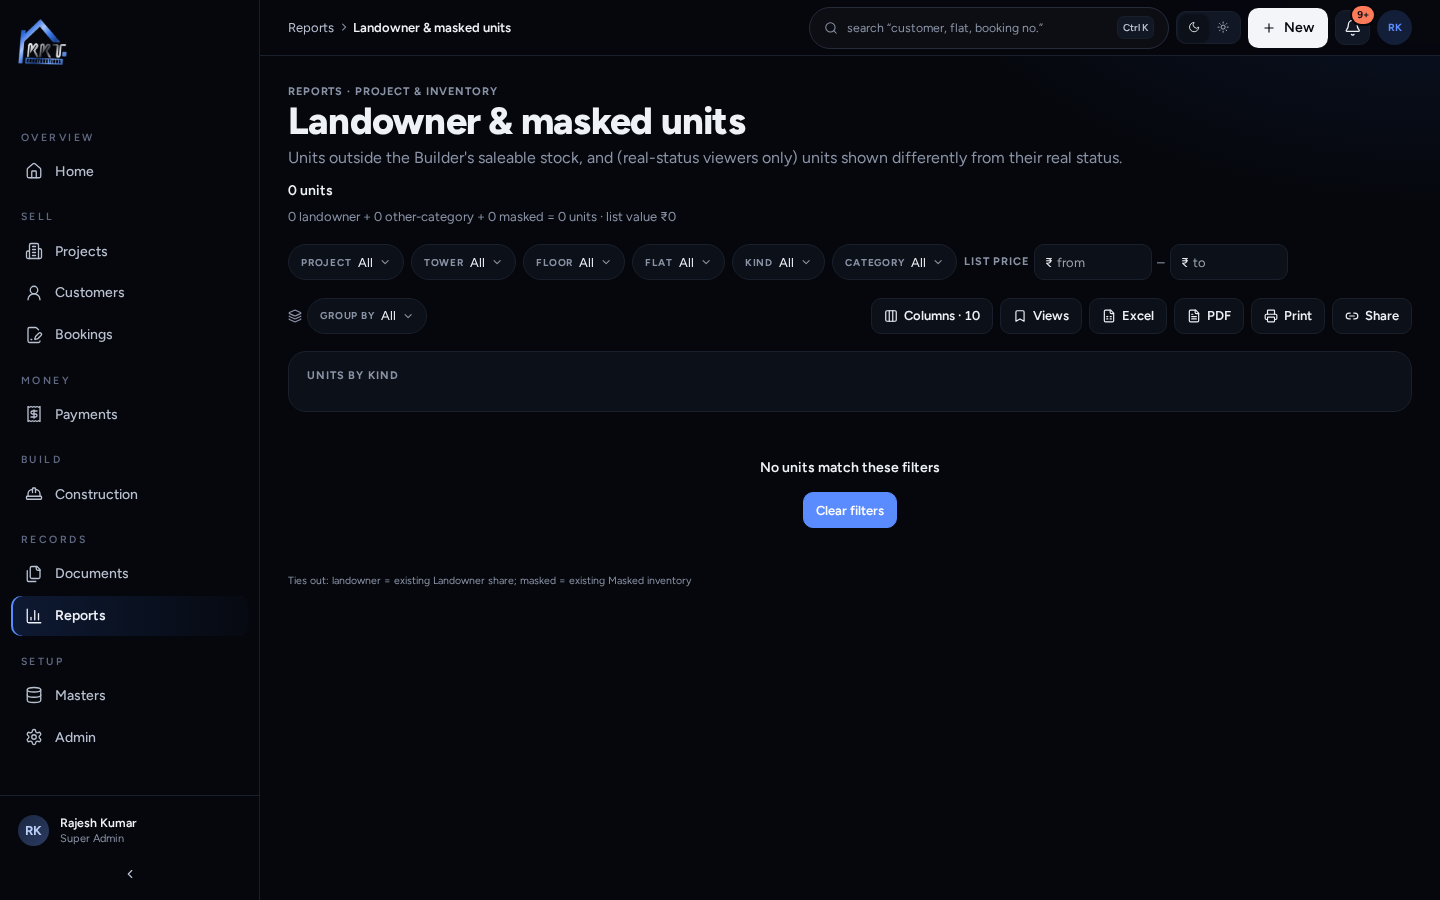 Reports > Landowner & masked units
search “customer, flat, booking no.”
Ctrl K
New
9+
RK
OVERVIEW
Home
SELL
Projects
Customers
Bookings
MONEY
Payments
BUILD
Construction
RECORDS
Documents
Reports
SETUP
Masters
Admin
RK
Rajesh Kumar
Super Admin
REPORTS · PROJECT & INVENTORY
Landowner & masked units
Units outside the Builder's saleable stock, and (real-status viewers only) units shown differently from their real status.
0 units
0 landowner + 0 other-category + 0 masked = 0 units · list value ₹0
PROJECT All TOWER All FLOOR All FLAT All KIND All CATEGORY All LIST PRICE ₹ from – ₹ to
GROUP BY All Columns · 10 Views Excel PDF Print Share
UNITS BY KIND
No units match these filters
Clear filters
Ties out: landowner = existing Landowner share; masked = existing Masked inventory